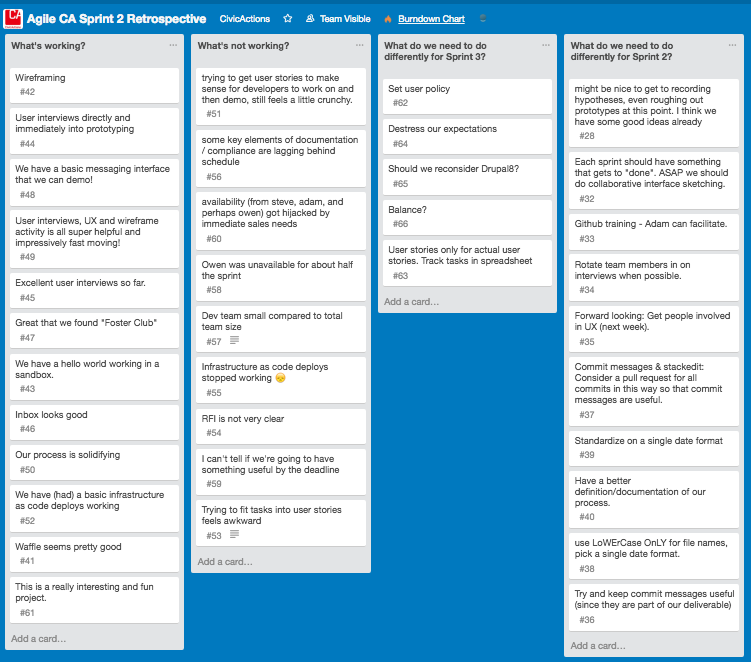 CA
Agile CA Sprint 2 Retrospective
CivicActions
Team Visible
Burndown Chart
What's working?
Wireframing
#42
User interviews directly and
immediately into prototyping
#44
We have a basic messaging interface
that we can demo!
#48
User interviews, UX and wireframe
activity is all super helpful and
impressively fast moving!
#49
Excellent user interviews so far.
#45
Great that we found "Foster Club"
#47
We have a hello world working in a
sandbox.
#43
Inbox looks good
#46
Our process is solidifying
#50
We have (had) a basic infrastructure
as code deploys working
#52
Waffle seems pretty good
#41
This is a really interesting and fun
project.
#61
Add a card…
What's not working?
trying to get user stories to make
sense for developers to work on and
then demo, still feels a little crunchy.
#51
some key elements of documentation
/ compliance are lagging behind
schedule
#56
availability (from steve, adam, and
perhaps owen) got hijacked by
immediate sales needs
#60
Owen was unavailable for about half
the sprint
#58
Dev team small compared to total
team size
#57
Infrastructure as code deploys
stopped working 😞
#55
RFI is not very clear
#54
I can't tell if we're going to have
something useful by the deadline
#59
Trying to fit tasks into user stories
feels awkward
#53
Add a card…
What do we need to do
differently for Sprint 3?
Set user policy
#62
Destress our expectations
#64
Should we reconsider Drupal8?
#65
Balance?
#66
User stories only for actual user
stories. Track tasks in spreadsheet
#63
Add a card…
What do we need to do
differently for Sprint 2?
might be nice to get to recording
hypotheses, even roughing out
prototypes at this point. I think we
have some good ideas already
#28
Each sprint should have something
that gets to "done". ASAP we should
do collaborative interface sketching.
#32
Github training - Adam can facilitate.
#33
Rotate team members in on
interviews when possible.
#34
Forward looking: Get people involved
in UX (next week).
#35
Commit messages & stackedit:
Consider a pull request for all
commits in this way so that commit
messages are useful.
#37
Standardize on a single date format
#39
Have a better
definition/documentation of our
process.
#40
use LoWErCase OnLY for file names,
pick a single date format.
#38
Try and keep commit messages useful
(since they are part of our deliverable)
#36
Add a card…